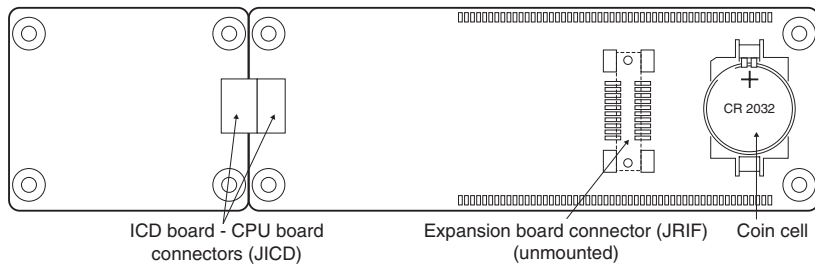 +
CR 2032
ICD board - CPU board
connectors (JICD)
Expansion board connector (JRIF)
(unmounted)
Coin cell